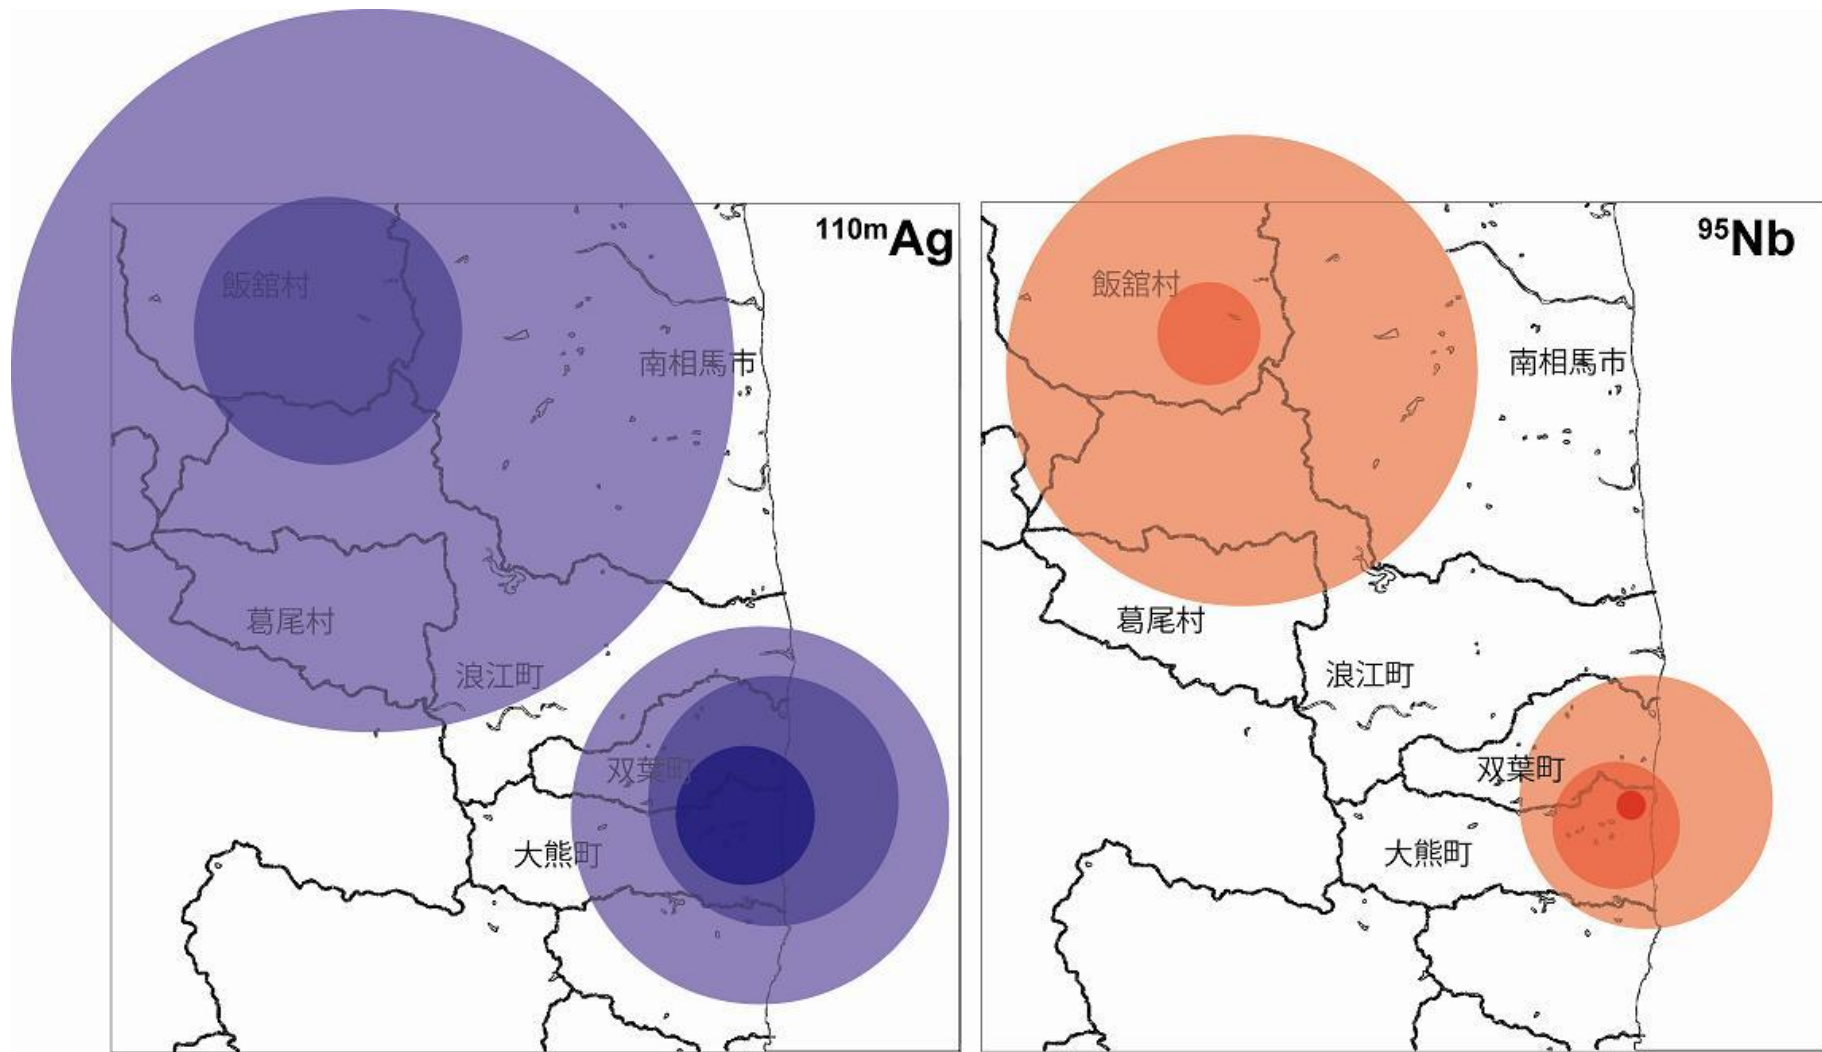 110mAg
飯舘村
南相馬市
葛尾村
浪江町
双葉町
大熊町
95Nb
飯舘村
南相馬市
葛尾村
浪江町
双葉町
大熊町